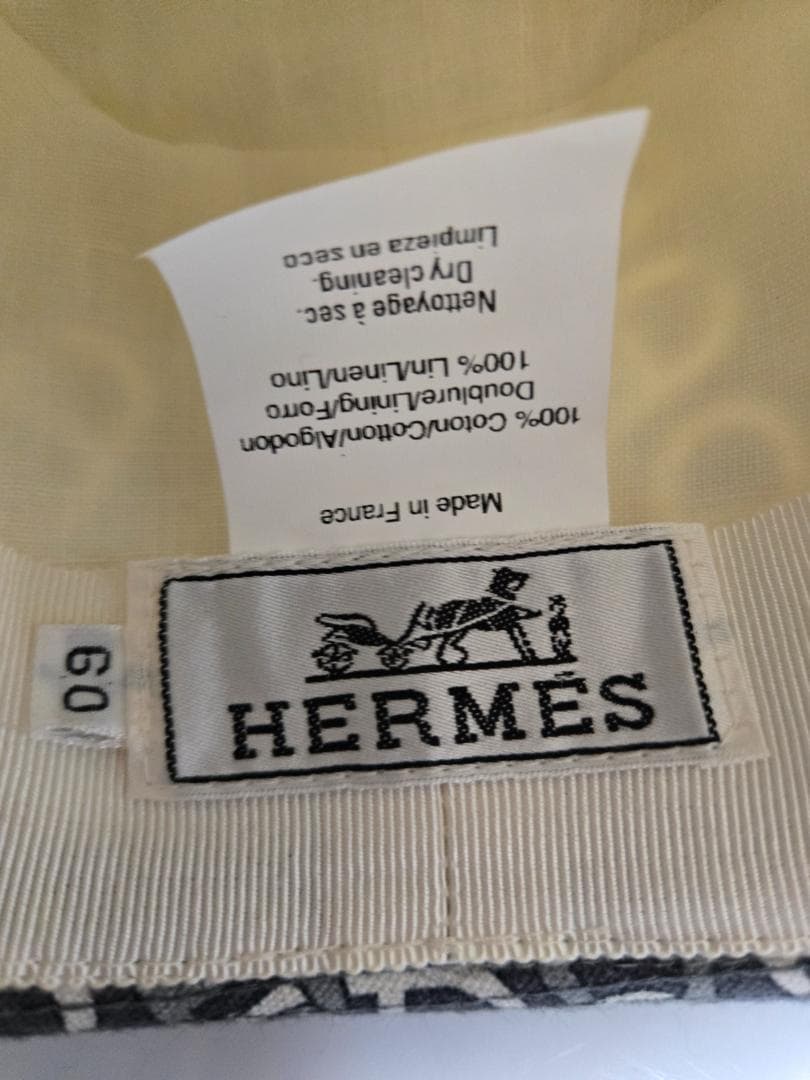 Made in France
100% Coton/Cotton/Algodon
Doublure/Lining/Forro
100% Lin/Linen/Lino
Nettoyage à sec.
Dry cleaning.
Limpieza en seco
HERMÈS
60